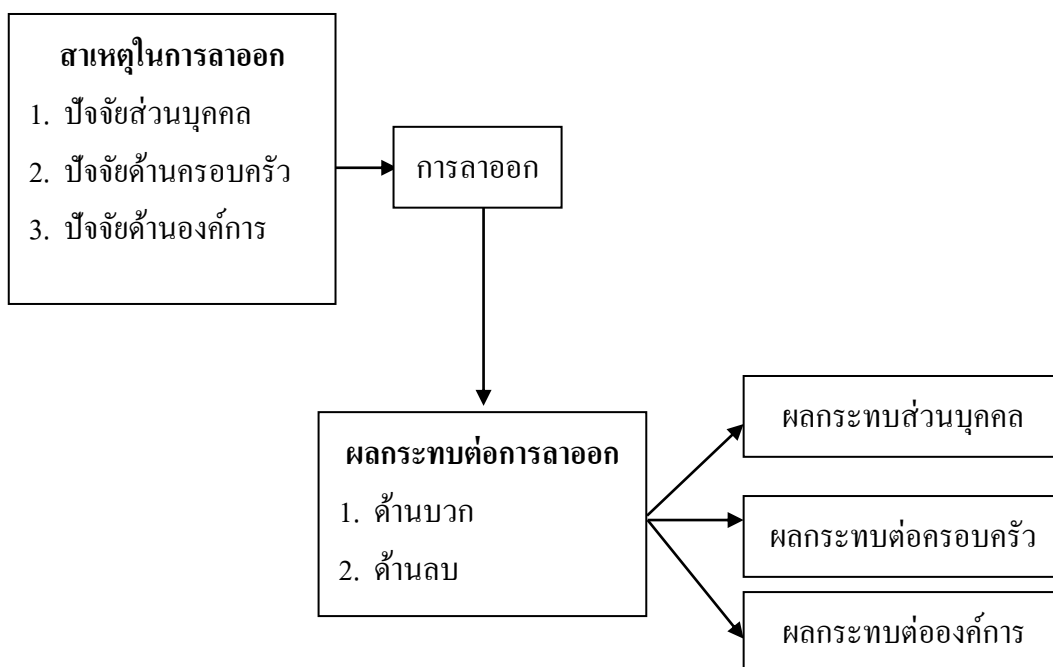 สาเหตุในการลาออก
1. ปัจจัยส่วนบุคคล
2. ปัจจัยด้านครอบครัว
3. ปัจจัยด้านองค์การ
การลาออก
ผลกระทบต่อการลาออก
1. ด้านบวก
2. ด้านลบ
ผลกระทบส่วนบุคคล
ผลกระทบต่อครอบครัว
ผลกระทบต่อองค์การ